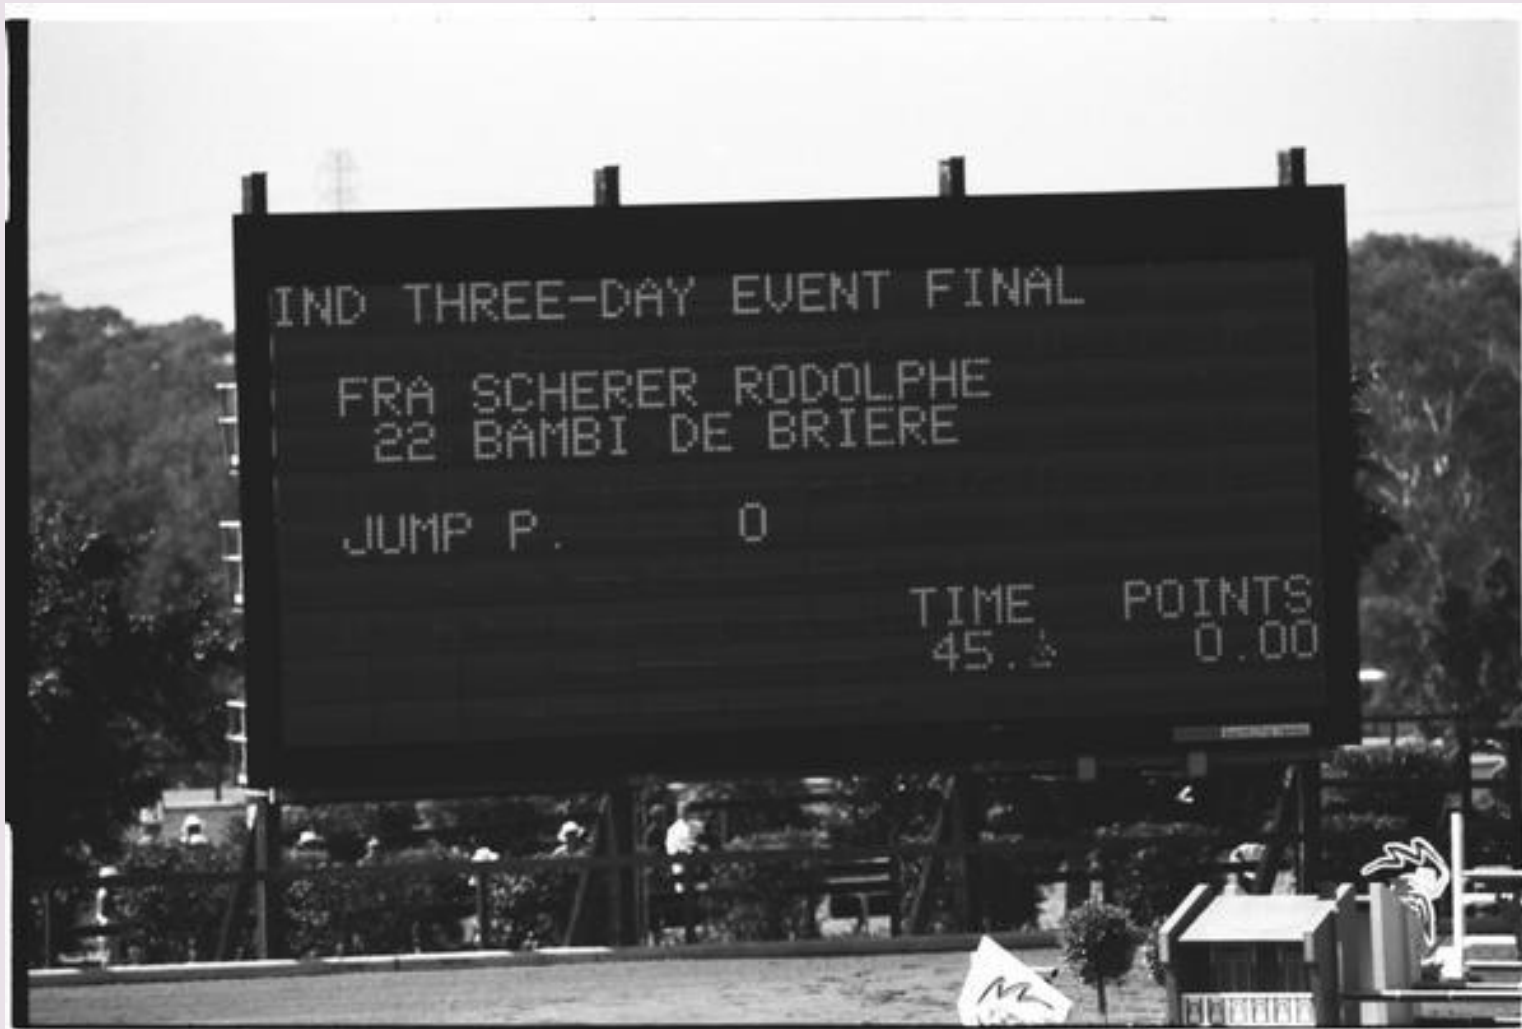 IND THREE-DAY EVENT FINAL
FRA SCHERER RODOLPHE
22 BAMBI DE BRIERE
JUMP P. 0
TIME POINTS
0.00